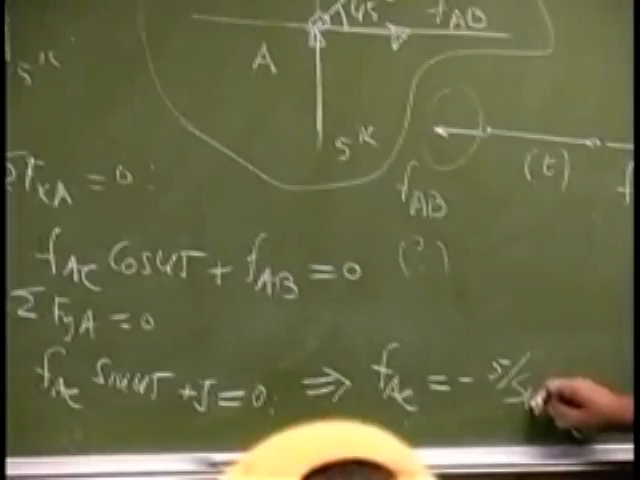 45° f_AB
5^K
A
5^K
(t) f
f_AB
ΣF_xA = 0 :
f_AC Cos45 + f_AB = 0 (?)
ΣF_yA = 0
f_AC Sin45 + 5 = 0; ⇒ f_AC = - 5/Si